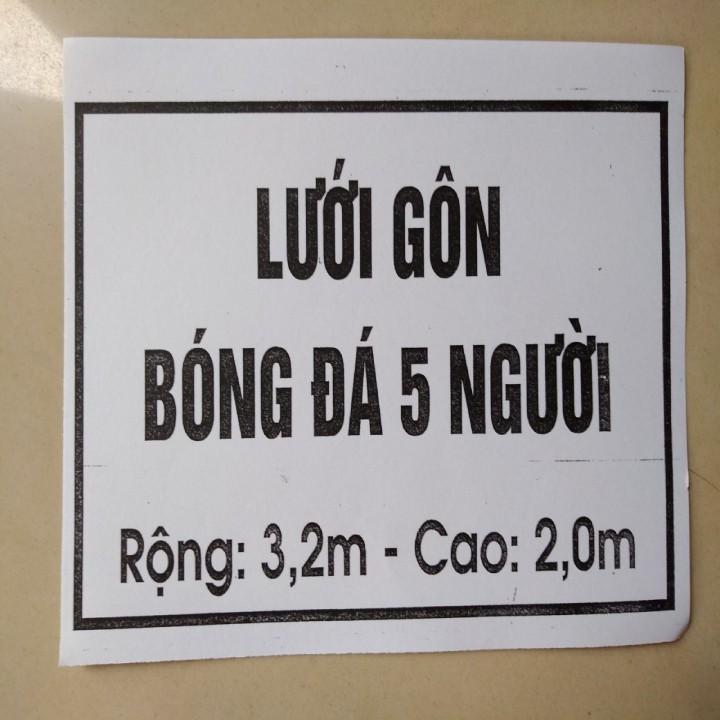 LƯỚI GÔN
BÓNG ĐÁ 5 NGƯỜI
Rộng: 3,2m - Cao: 2,0m